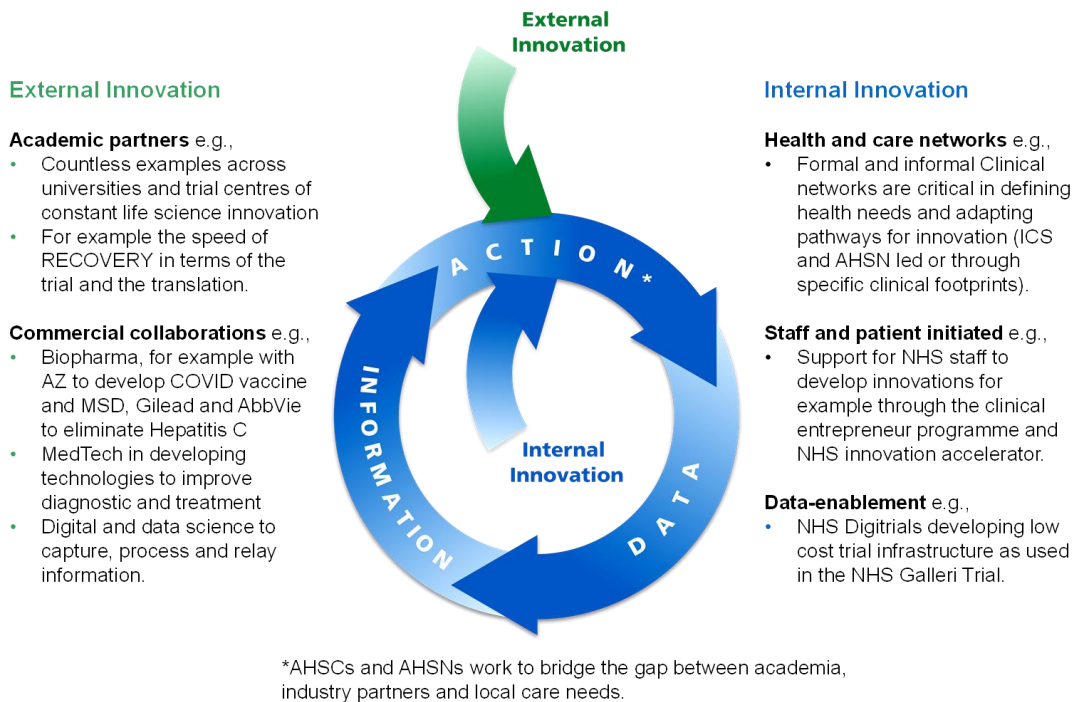 External
Innovation
External Innovation
Academic partners e.g.,
• Countless examples across
universities and trial centres of
constant life science innovation
• For example the speed of
RECOVERY in terms of the
trial and the translation.
Commercial collaborations e.g.,
• Biopharma, for example with
AZ to develop COVID vaccine
and MSD, Gilead and AbbVie
to eliminate Hepatitis C
• MedTech in developing
technologies to improve
diagnostic and treatment
• Digital and data science to
capture, process and relay
information.
ACTION*
INFORMATION
DATA
Internal
Innovation
Internal Innovation
Health and care networks e.g.,
• Formal and informal Clinical
networks are critical in defining
health needs and adapting
pathways for innovation (ICS
and AHSN led or through
specific clinical footprints).
Staff and patient initiated e.g.,
• Support for NHS staff to
develop innovations for
example through the clinical
entrepreneur programme and
NHS innovation accelerator.
Data-enablement e.g.,
• NHS Digitrials developing low
cost trial infrastructure as used
in the NHS Galleri Trial.
*AHSCs and AHSNs work to bridge the gap between academia,
industry partners and local care needs.